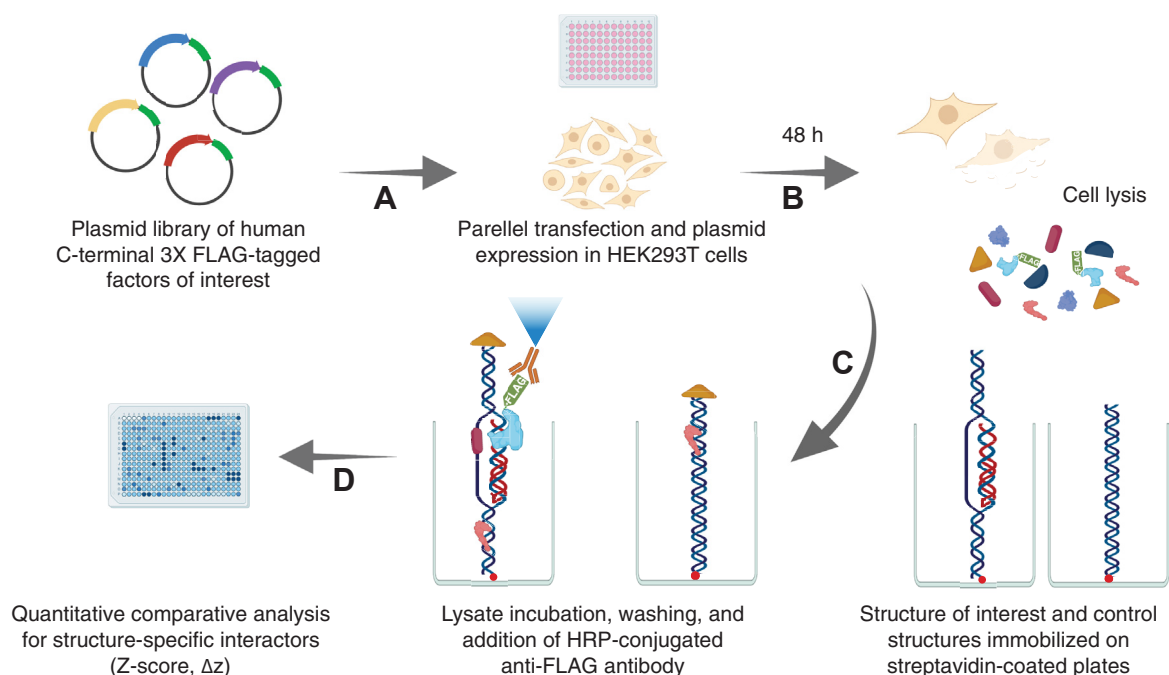 Plasmid library of human
C-terminal 3X FLAG-tagged
factors of interest
A
Parellel transfection and plasmid
expression in HEK293T cells
48 h
B
Cell lysis
FLAG
FLAG
C
Structure of interest and control
structures immobilized on
streptavidin-coated plates
FLAG
Lysate incubation, washing, and
addition of HRP-conjugated
anti-FLAG antibody
D
Quantitative comparative analysis
for structure-specific interactors
(Z-score, Δz)